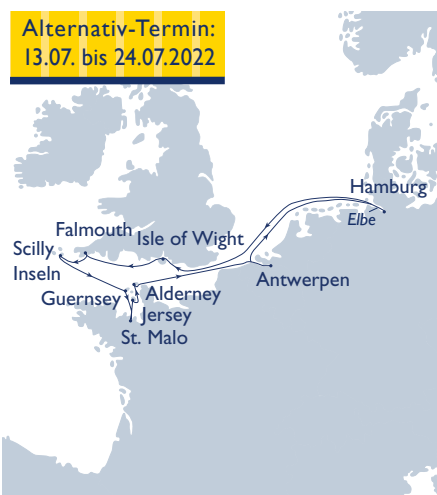 Alternativ-Termin:
13.07. bis 24.07.2022
Hamburg
Elbe
Falmouth
Isle of Wight
Scilly
Inseln
Antwerpen
Guernsey
Alderney
Jersey
St. Malo